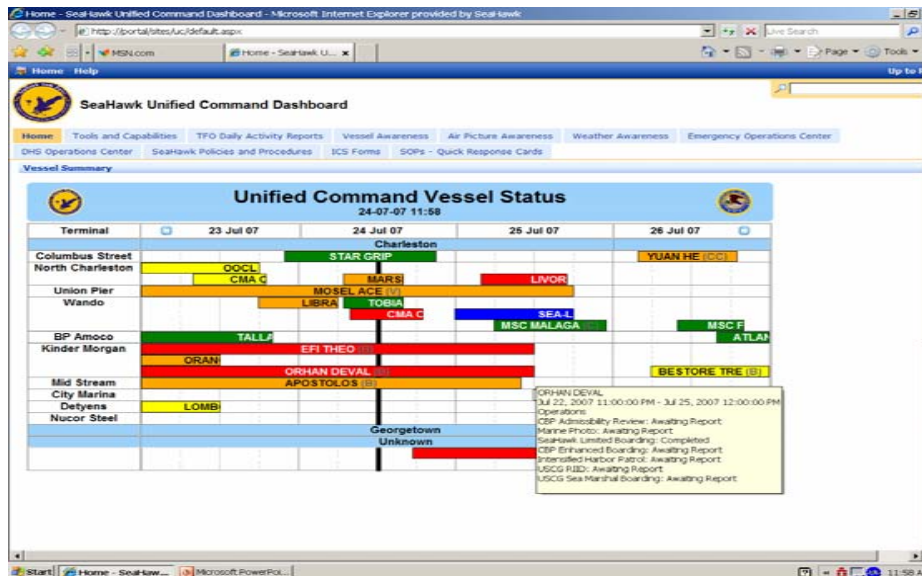 Home - SeaHawk Unified Command Dashboard - Microsoft Internet Explorer provided by SeaHawk
http://portal/sites/uc/default.aspx
Live Search
MSN.com
Home - SeaHawk U...
Page
Tools
Home Help
Up to
SeaHawk Unified Command Dashboard
Home Tools and Capabilities TFO Daily Activity Reports Vessel Awareness Air Picture Awareness Weather Awareness Emergency Operations Center
DHS Operations Center SeaHawk Policies and Procedures ICS Forms SOPs - Quick Response Cards
Vessel Summary
Unified Command Vessel Status
24-07-07 11:58
Terminal 23 Jul 07 24 Jul 07 25 Jul 07 26 Jul 07
Charleston
Columbus Street STAR GRIP YUAN HE (CC)
North Charleston OOCL
CMA C MARS LIVOR
Union Pier MOSEL ACE (V)
Wando LIBRA TOBIA
CMA C SEA-L
MSC MALAGA MSC F
BP Amoco TALLA ATLAN
Kinder Morgan EFI THEO
ORAN
ORHAN DEVAL BESTORE TRE (B)
Mid Stream APOSTOLOS (B)
City Marina
Detyens LOMB
Nucor Steel
Georgetown
Unknown
ORHAN DEVAL
Jul 22, 2007 11:00:00 PM - Jul 25, 2007 12:00:00 PM
Operations
CBP Admissibility Review: Awaiting Report
Marine Photo: Awaiting Report
SeaHawk Limited Boarding: Completed
CBP Enhanced Boarding: Awaiting Report
Intensified Harbor Patrol: Awaiting Report
USCG RIID: Awaiting Report
USCG Sea Marshal Boarding: Awaiting Report
Start Home - SeaHaw... Microsoft PowerPoi... 11:58 A